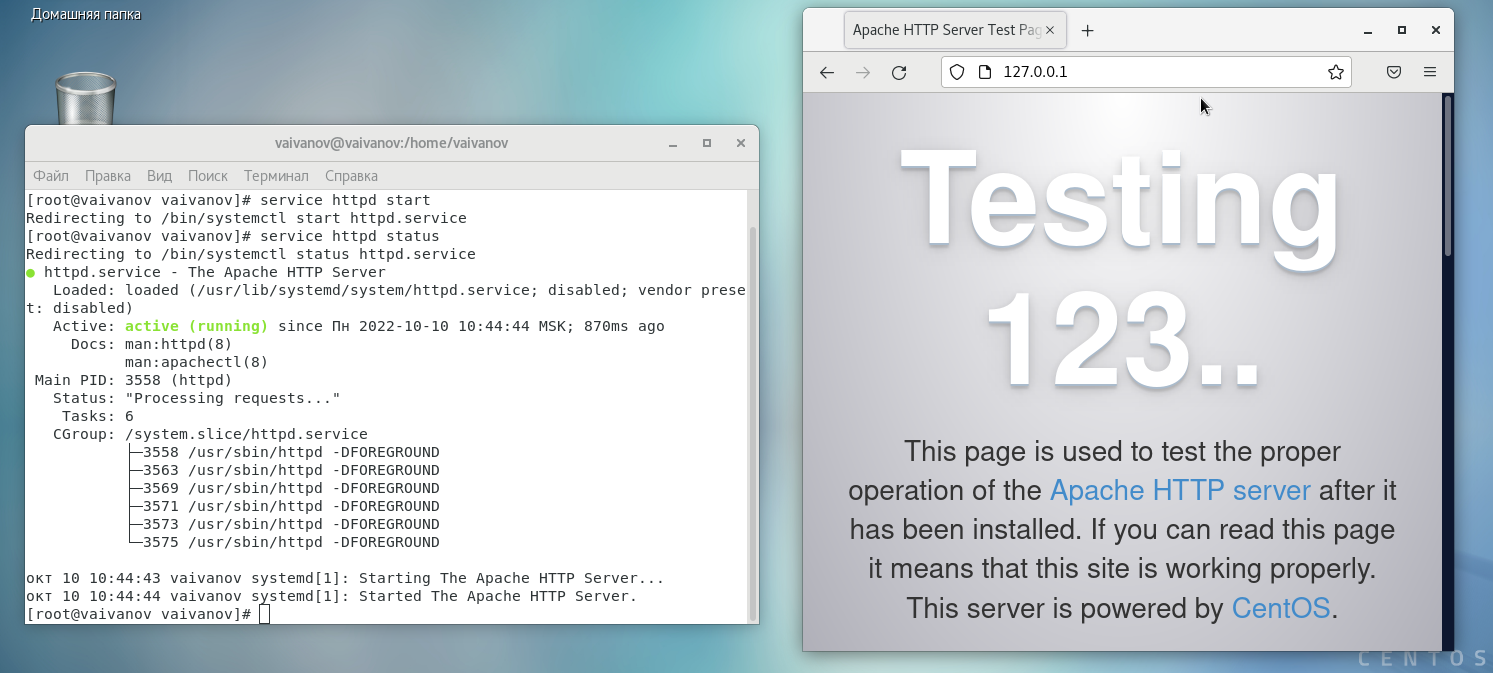 Домашняя папка
vaivanov@vaivanov:/home/vaivanov
Файл Правка Вид Поиск Терминал Справка
[root@vaivanov vaivanov]# service httpd start
Redirecting to /bin/systemctl start httpd.service
[root@vaivanov vaivanov]# service httpd status
Redirecting to /bin/systemctl status httpd.service
● httpd.service - The Apache HTTP Server
   Loaded: loaded (/usr/lib/systemd/system/httpd.service; disabled; vendor prese
t: disabled)
   Active: active (running) since Пн 2022-10-10 10:44:44 MSK; 870ms ago
     Docs: man:httpd(8)
           man:apachectl(8)
 Main PID: 3558 (httpd)
   Status: "Processing requests..."
    Tasks: 6
   CGroup: /system.slice/httpd.service
           ├─3558 /usr/sbin/httpd -DFOREGROUND
           ├─3563 /usr/sbin/httpd -DFOREGROUND
           ├─3569 /usr/sbin/httpd -DFOREGROUND
           ├─3571 /usr/sbin/httpd -DFOREGROUND
           ├─3573 /usr/sbin/httpd -DFOREGROUND
           └─3575 /usr/sbin/httpd -DFOREGROUND
окт 10 10:44:43 vaivanov systemd[1]: Starting The Apache HTTP Server...
окт 10 10:44:44 vaivanov systemd[1]: Started The Apache HTTP Server.
[root@vaivanov vaivanov]#
Apache HTTP Server Test Pag
127.0.0.1
Testing
123..
This page is used to test the proper
operation of the Apache HTTP server after it
has been installed. If you can read this page
it means that this site is working properly.
This server is powered by CentOS.
CENTOS